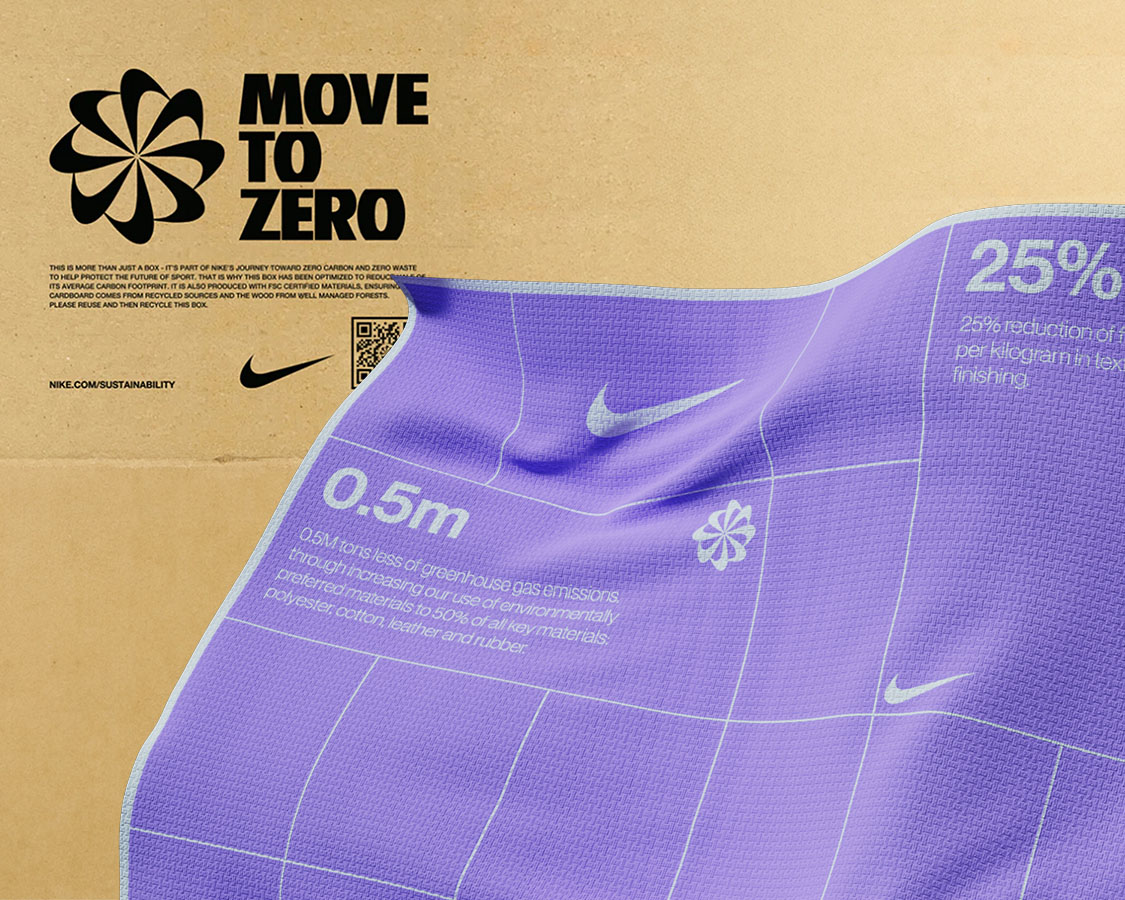 MOVE
TO
ZERO
THIS IS MORE THAN JUST A BOX - IT'S PART OF NIKE'S JOURNEY TOWARD ZERO CARBON AND ZERO WASTE
TO HELP PROTECT THE FUTURE OF SPORT. THAT IS WHY THIS BOX HAS BEEN OPTIMIZED TO REDUCE
ITS AVERAGE CARBON FOOTPRINT. IT IS ALSO PRODUCED WITH FSC CERTIFIED MATERIALS, ENSURING
CARDBOARD COMES FROM RECYCLED SOURCES AND THE WOOD FROM WELL MANAGED FORESTS.
PLEASE REUSE AND THEN RECYCLE THIS BOX.
NIKE.COM/SUSTAINABILITY
25%
25% reduction of
per kilogram in
finishing.
0.5m
0.5M tons less of greenhouse gas emissions.
through increasing our use of environmentally
preferred materials to 50% of all key materials:
polyester, cotton, leather and rubber.